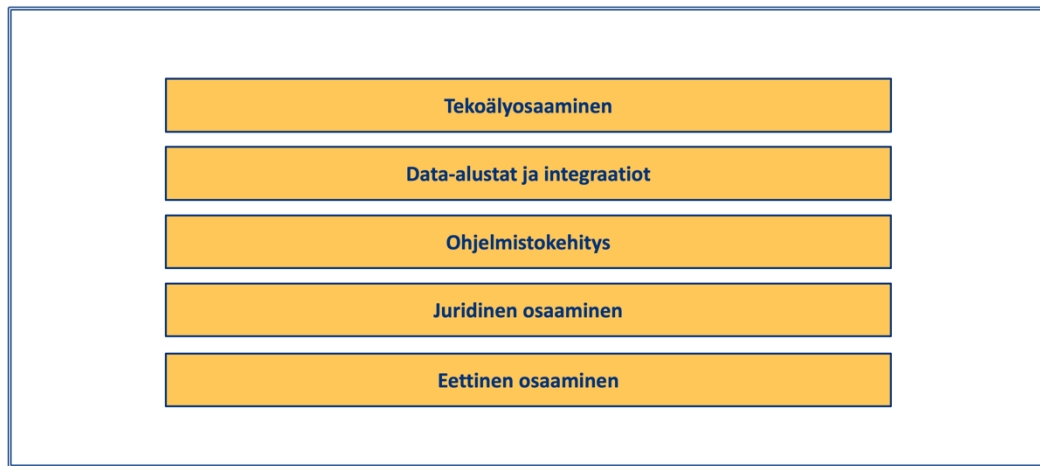 Tekoälyosaaminen
Data-alustat ja integraatiot
Ohjelmistokehitys
Juridinen osaaminen
Eettinen osaaminen